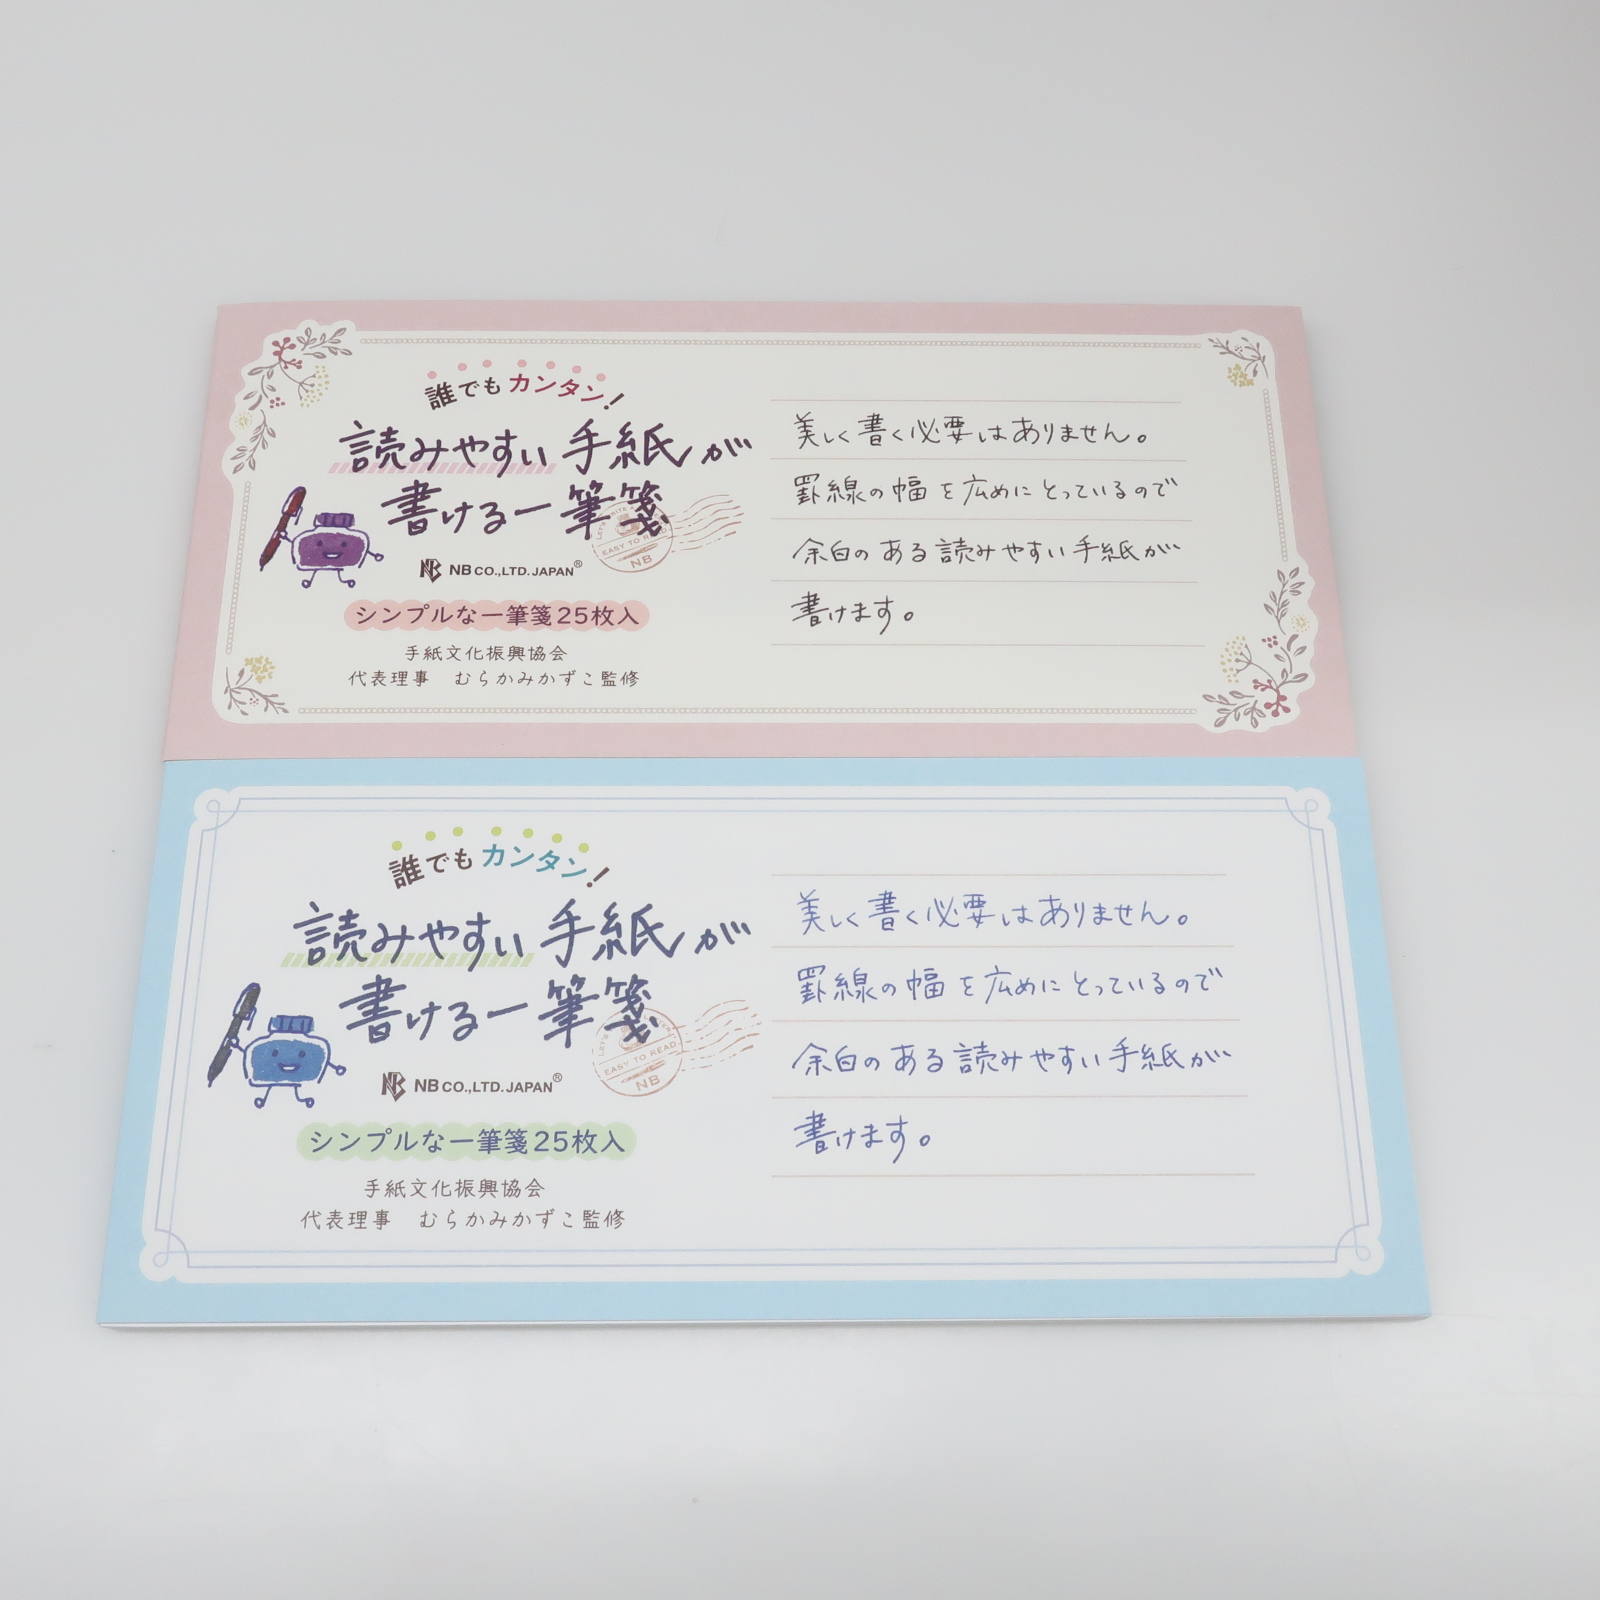 誰でもカンタン!
読みやすい手紙が
書ける一筆箋
EASY TO READ
NB
NB CO.,LTD. JAPAN®
シンプルな一筆箋25枚入
手紙文化振興協会
代表理事 むらかみかずこ監修
美しく書く必要はありません。
罫線の幅を広めにとっているので
余白のある読みやすい手紙が
書けます。
誰でもカンタン!
読みやすい手紙が
書ける一筆箋
EASY TO READ
NB
NB CO.,LTD. JAPAN®
シンプルな一筆箋25枚入
手紙文化振興協会
代表理事 むらかみかずこ監修
美しく書く必要はありません。
罫線の幅を広めにとっているので
余白のある読みやすい手紙が
書けます。